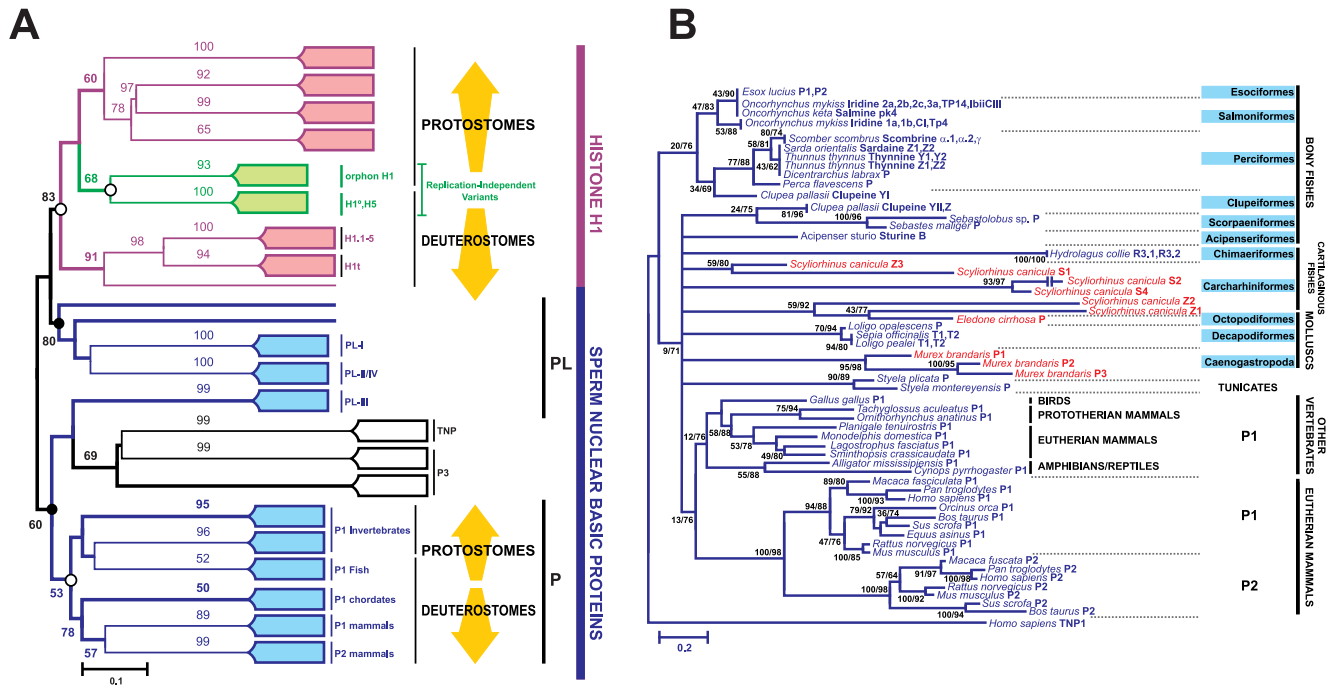 A
100
60
92
97
99
78
65
PROTOSTOMES
93
orphon H1
68
Replication-Independent
Variants
100
H1º,H5
83
HISTONE H1
100
H1.1-5
98
DEUTEROSTOMES
91
94
H1t
80
100
PL-I
100
PL-II/IV
PL
99
PL-III
99
TNP
99
P3
69
SPERM NUCLEAR BASIC PROTEINS
60
95
P1 Invertebrates
96
PROTOSTOMES
52
P1 Fish
P
53
50
P1 chordates
DEUTEROSTOMES
89
P1 mammals
78
99
P2 mammals
57
0.1
B
Esox lucius P1,P2
43/90
Oncorhynchus mykiss Iridine 2a,2b,2c,3a,TP14,IbiiCIII
47/83
Oncorhynchus keta Salmine pk4
Oncorhynchus mykiss Iridine 1a,1b,CI,Tp4
53/88
Scomber scombrus Scombrine α.1,α.2,γ
80/74
58/81
Sarda orientalis Sardaine Z1,Z2
20/76
Thunnus thynnus Thynnine Y1,Y2
Thunnus thynnus Thynnine Z1,Z2
77/88
43/62
Dicentrarchus labrax P
Perca flavescens P
34/69
Clupea pallasii Clupeine YI
Clupea pallasii Clupeine YII,Z
24/75
81/96
100/96
Sebastolobus sp. P
Sebastes maliger P
Acipenser sturio Sturine B
Hydrolagus collie R3.1,R3.2
100/100
59/80
Scyliorhinus canicula Z3
Scyliorhinus canicula S1
93/97
Scyliorhinus canicula S2
Scyliorhinus canicula S4
59/92
Scyliorhinus canicula Z2
43/77
Scyliorhinus canicula Z1
Eledone cirrhosa P
70/94
Loligo opalescens P
Sepia officinalis T1,T2
Loligo pealei T1,T2
94/80
9/71
Murex brandaris P1
95/98
100/95
Murex brandaris P2
Murex brandaris P3
90/89
Styela plicata P
Styela montereyensis P
Gallus gallus P1
75/94
Tachyglossus aculeatus P1
Ornithorhynchus anatinus P1
12/76
58/88
Planigale tenuirostris P1
Monodelphis domestica P1
53/78
Lagostrophus fasciatus P1
49/80
Sminthopsis crassicaudata P1
Alligator mississipiensis P1
55/88
Cynops pyrrhogaster P1
89/80
Macaca fasciculata P1
Pan troglodytes P1
100/93
Homo sapiens P1
94/88
79/92
Orcinus orca P1
13/76
36/74
Bos taurus P1
Sus scrofa P1
Equus asinus P1
47/76
Rattus norvegicus P1
100/85
Mus musculus P1
100/98
Macaca fuscata P2
57/64
91/97
Pan troglodytes P2
100/98
Homo sapiens P2
100/98
Rattus norvegicus P2
100/92
Mus musculus P2
Sus scrofa P2
100/94
Bos taurus P2
Homo sapiens TNP1
0.2
Esociformes
Salmoniformes
Perciformes
Clupeiformes
Scorpaeniformes
Acipenseriformes
Chimaeriformes
Carcharhiniformes
Octopodiformes
Decapodiformes
Caenogastropoda
TUNICATES
BIRDS
PROTOTHERIAN MAMMALS
EUTHERIAN MAMMALS
AMPHIBIANS/REPTILES
P1
P1
P2
BONY FISHES
CARTILAGINOUS
FISHES
MOLLUSCS
OTHER
VERTEBRATES
EUTHERIAN MAMMALS